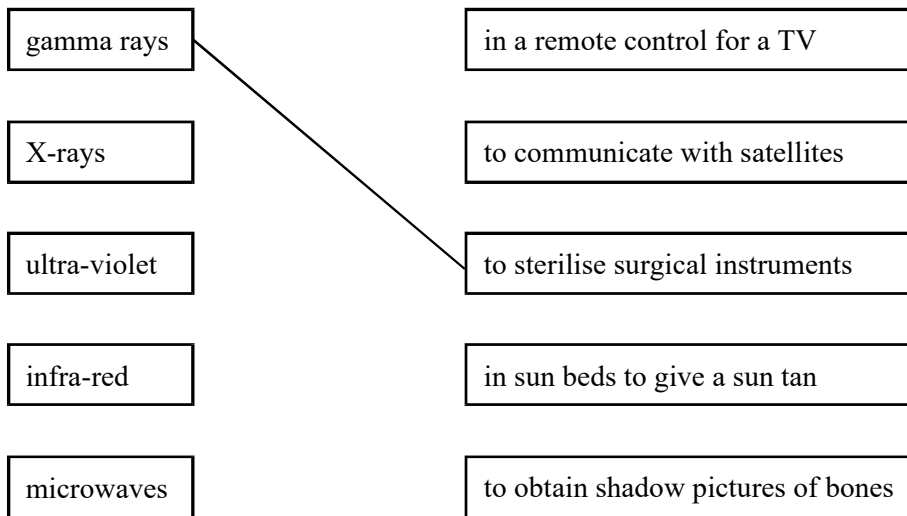 gamma rays
in a remote control for a TV
X-rays
to communicate with satellites
ultra-violet
to sterilise surgical instruments
infra-red
in sun beds to give a sun tan
microwaves
to obtain shadow pictures of bones